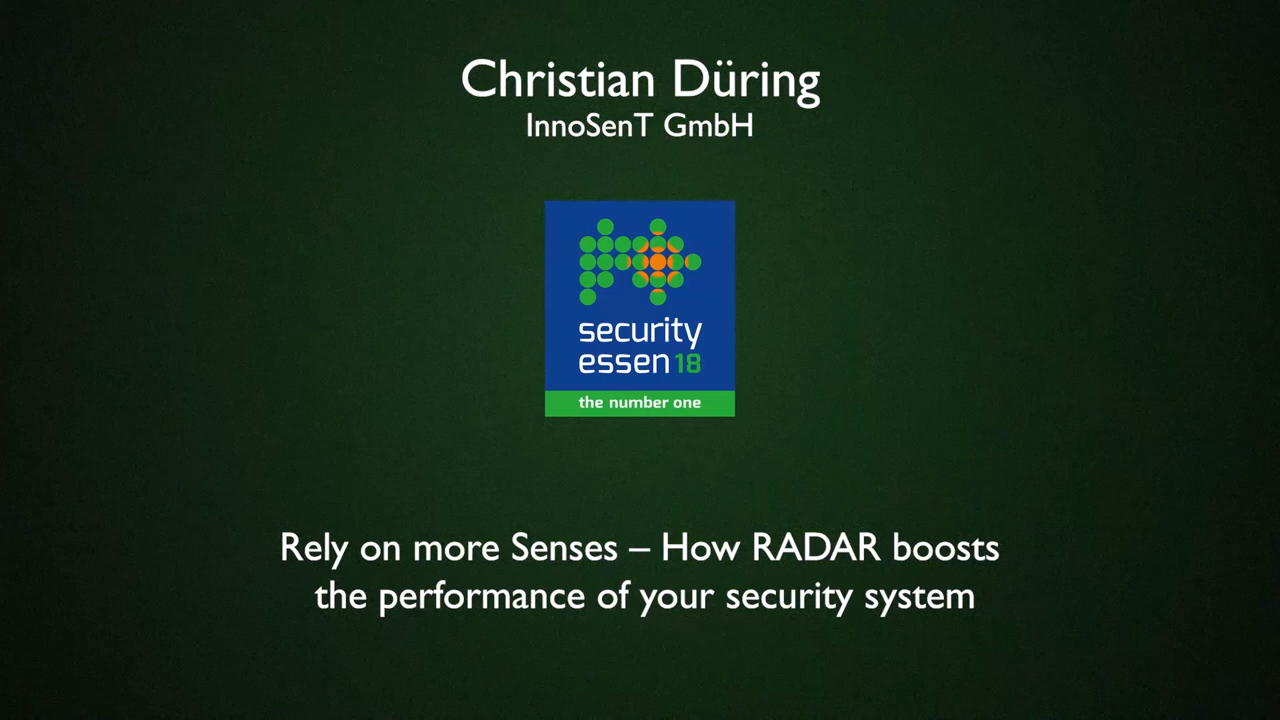 Christian Düring
InnoSenT GmbH
security
essen 18
the number one
Rely on more Senses – How RADAR boosts
the performance of your security system